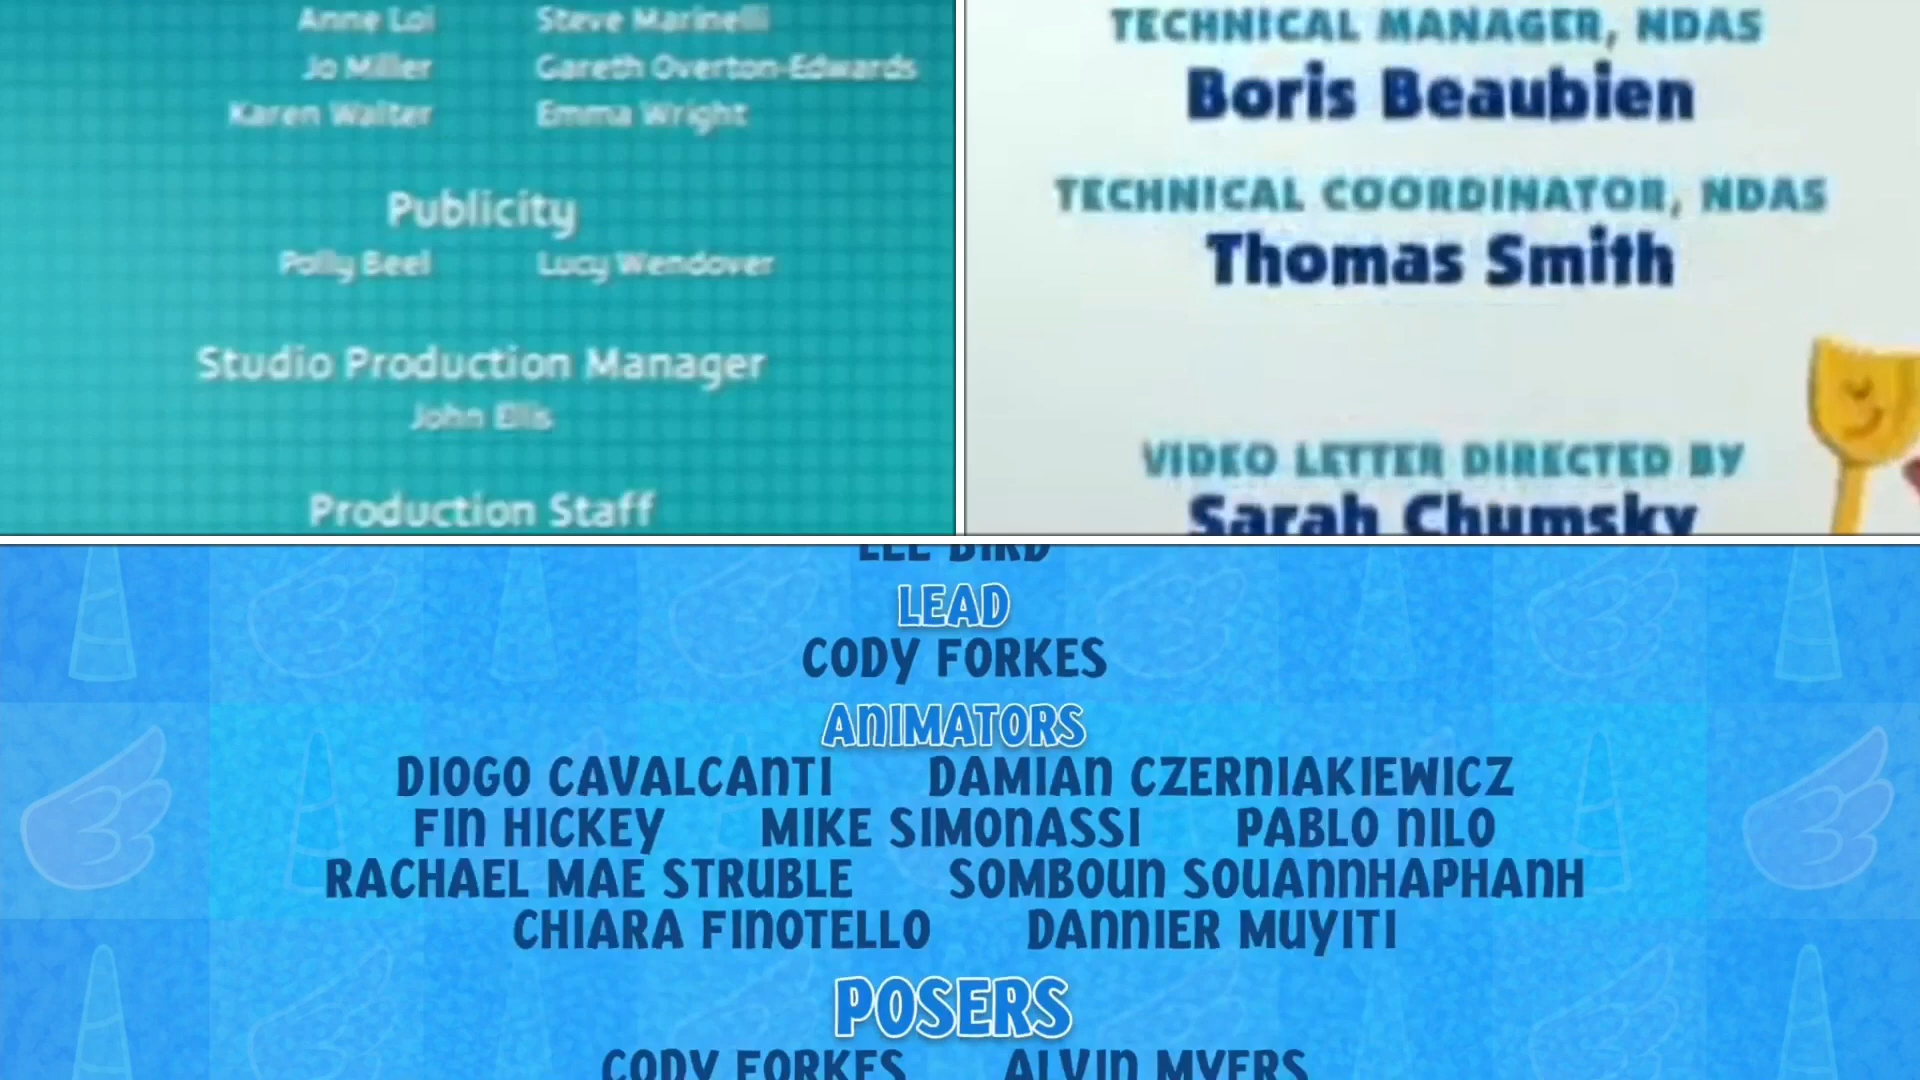 Anne Loi Steve Marinelli
Jo Miller Gareth Overton-Edwards
Karen Walter Emma Wright
Publicity
Polly Beel Lucy Wendover
Studio Production Manager
John Ellis
Production Staff
TECHNICAL MANAGER, NDAS
Boris Beaubien
TECHNICAL COORDINATOR, NDAS
Thomas Smith
VIDEO LETTER DIRECTED BY
Sarah Chumsky
LEE BIRD
LEAD
CODY FORKES
ANIMATORS
DIOGO CAVALCANTI DAMIAN CZERNIAKIEWICZ
FIN HICKEY MIKE SIMONASSI PABLO NILO
RACHAEL MAE STRUBLE SOMBOUN SOUANNHAPHANH
CHIARA FINOTELLO DANNIER MUYITI
POSERS
CODY FORKES ALVIN MYERS